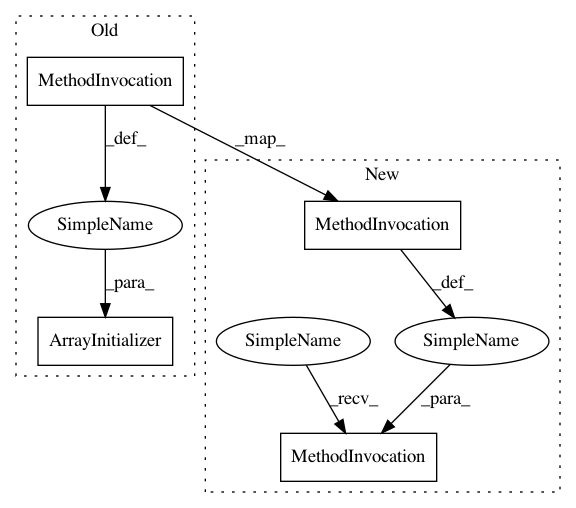 Old
MethodInvocation
_def_
_map_
New
SimpleName
MethodInvocation
_para_
_def_
ArrayInitializer
SimpleName
SimpleName
_recv_
_para_
MethodInvocation